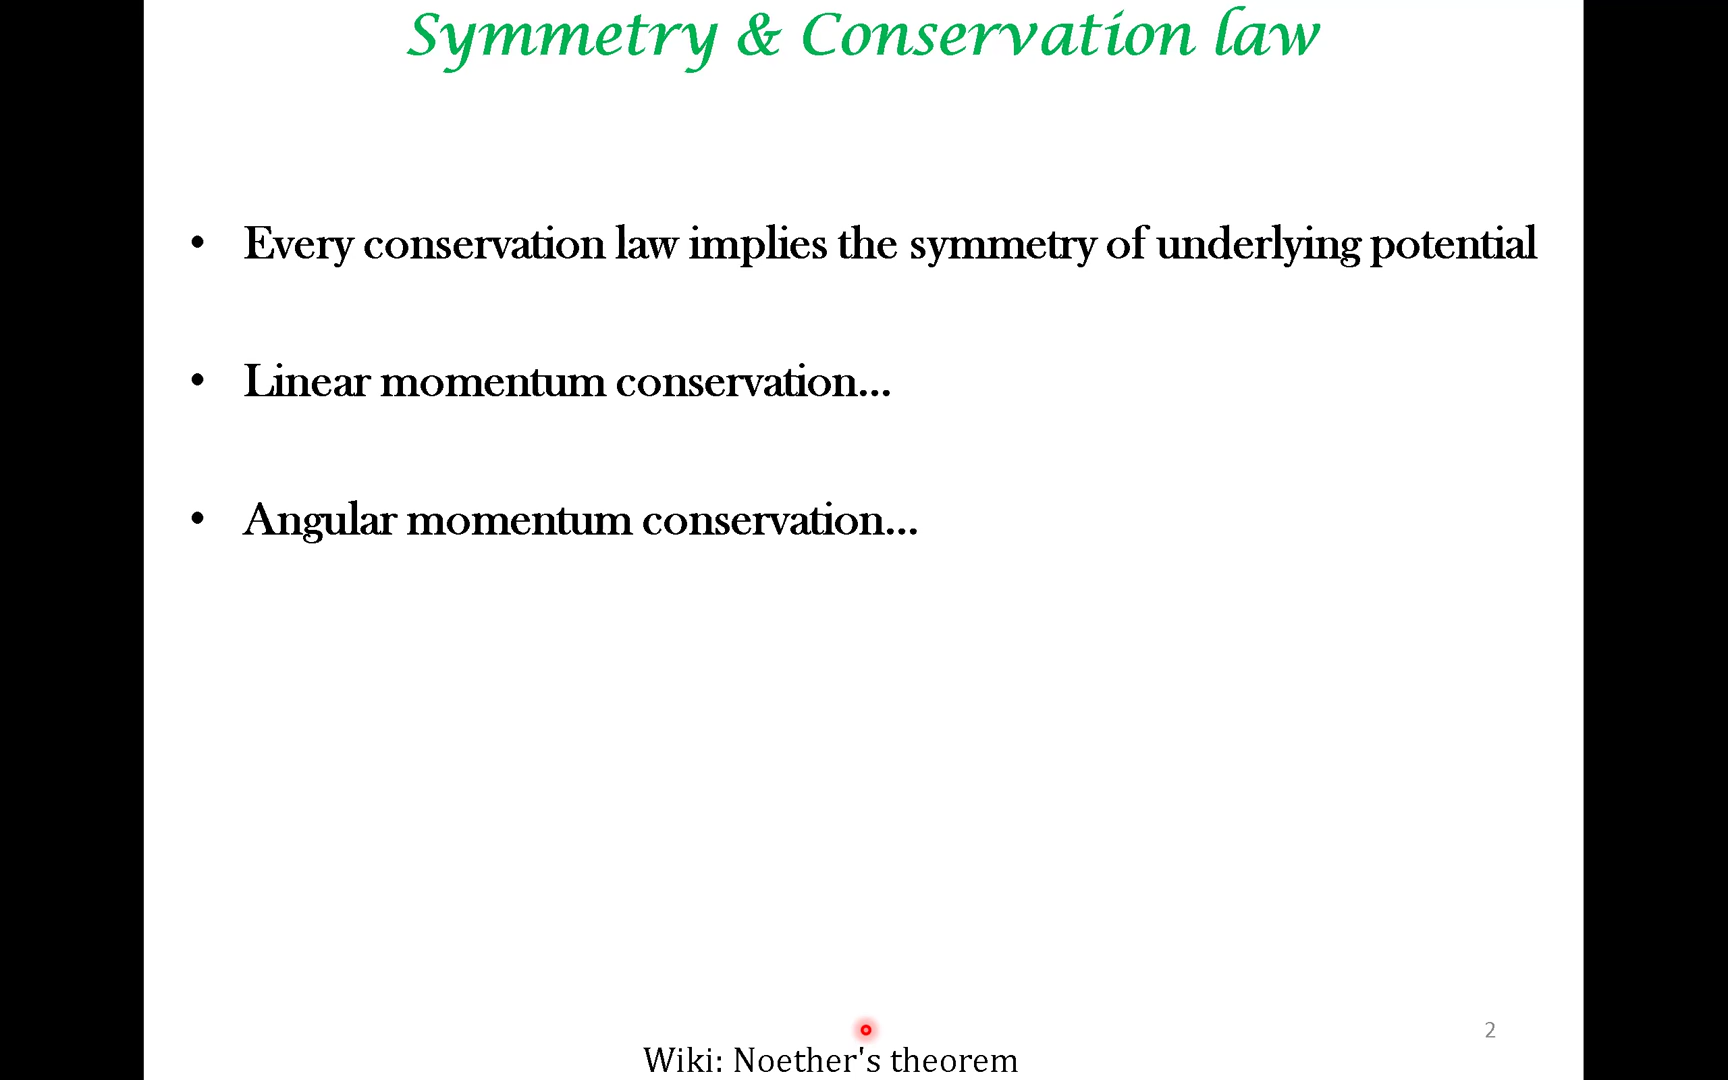 Symmetry & Conservation law
• Every conservation law implies the symmetry of underlying potential
• Linear momentum conservation...
• Angular momentum conservation...
2
Wiki: Noether's theorem